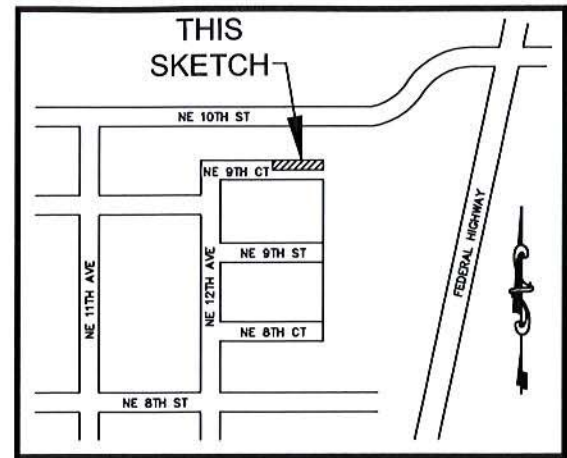 THIS
SKETCH
NE 10TH ST
NE 9TH CT
NE 11TH AVE
NE 12TH AVE
NE 9TH ST
FEDERAL HIGHWAY
NE 8TH CT
NE 8TH ST